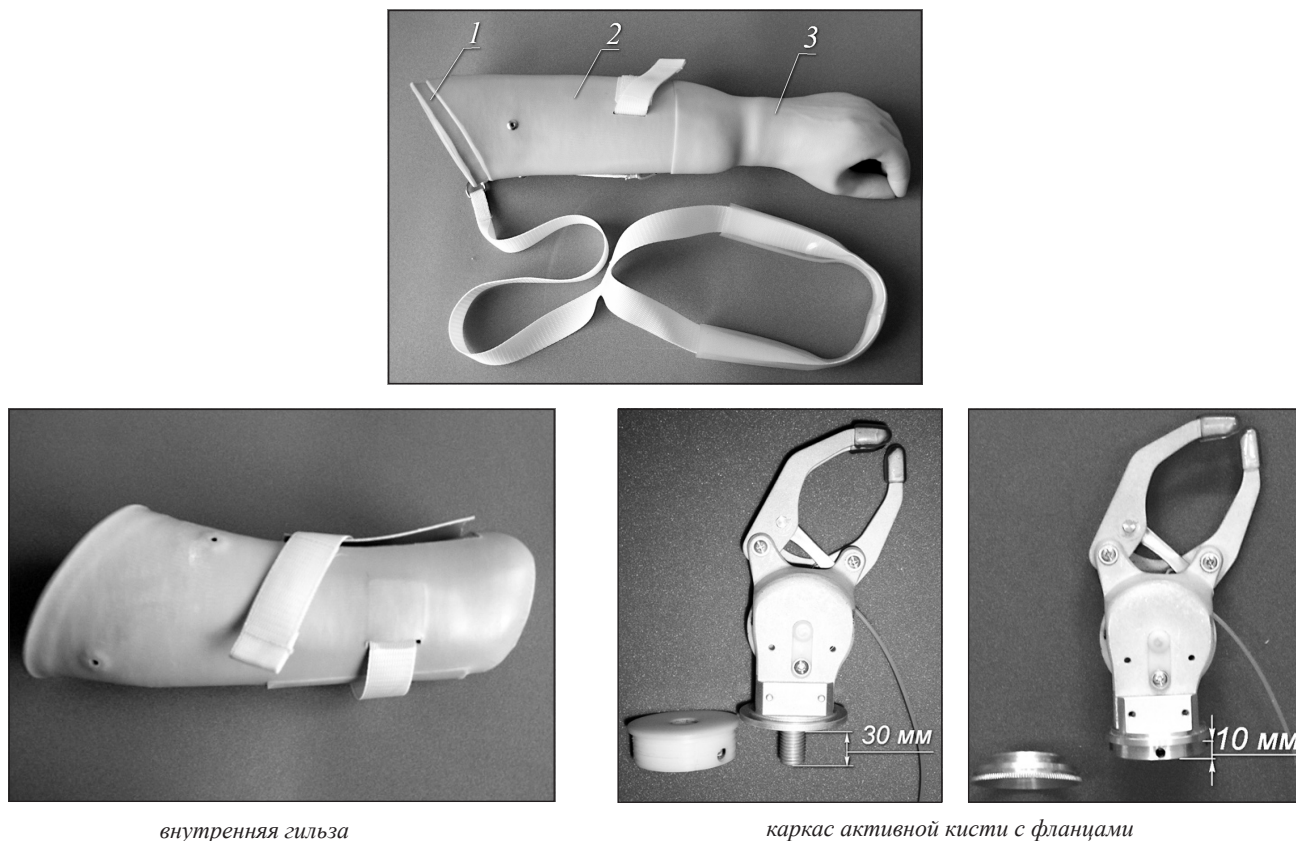 1
2
3
30 мм
10 мм
внутренняя гильза
каркас активной кисти с фланцами